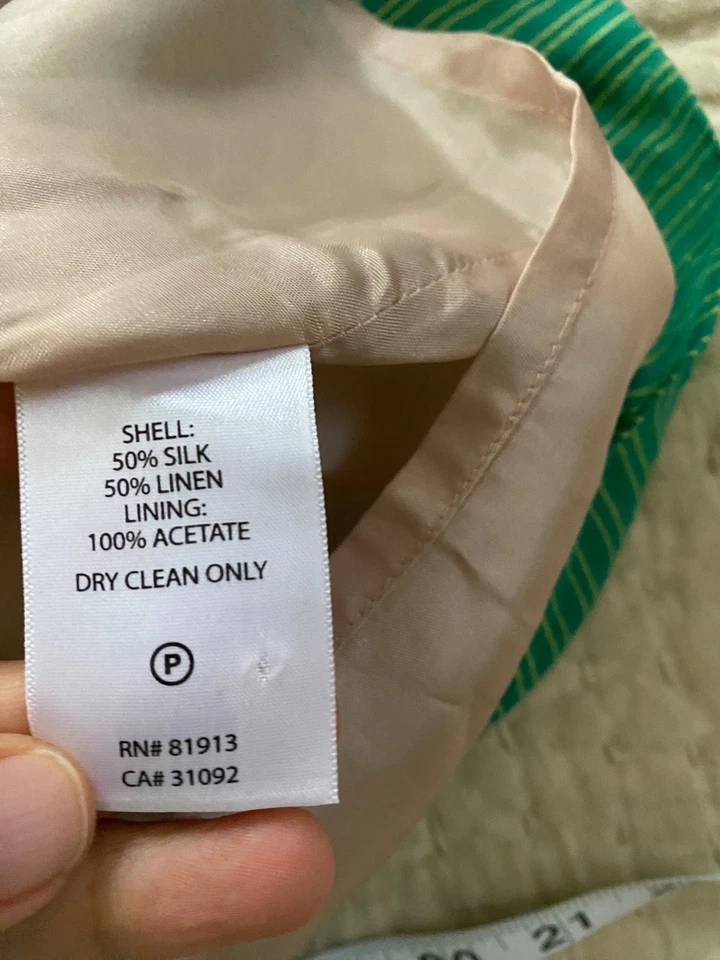 SHELL:
50% SILK
50% LINEN
LINING:
100% ACETATE
DRY CLEAN ONLY
P
RN# 81913
CA# 31092
21